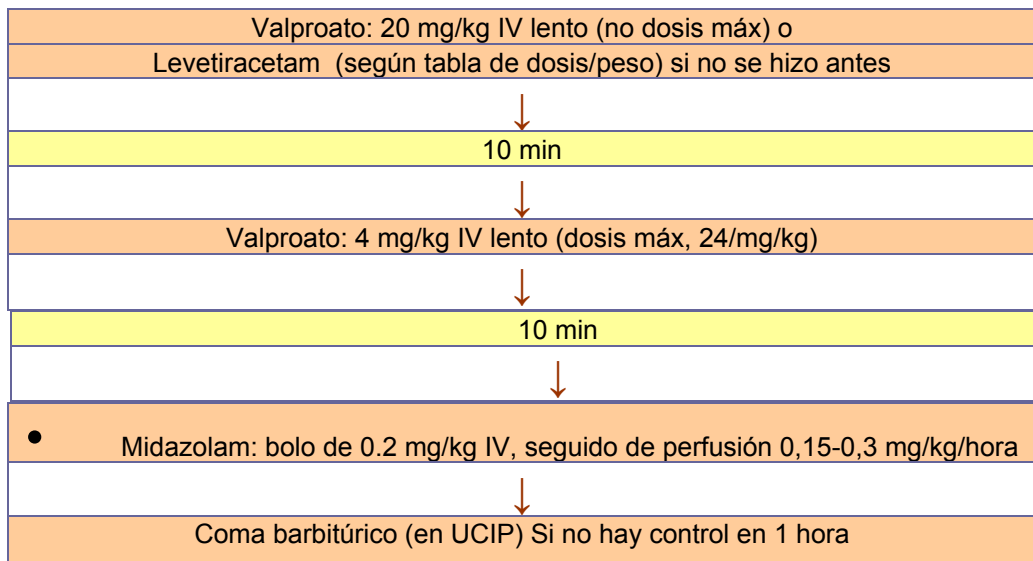 Valproato: 20 mg/kg IV lento (no dosis máx) o
Levetiracetam (según tabla de dosis/peso) si no se hizo antes
↓
10 min
↓
Valproato: 4 mg/kg IV lento (dosis máx, 24/mg/kg)
↓
10 min
↓
● Midazolam: bolo de 0.2 mg/kg IV, seguido de perfusión 0,15-0,3 mg/kg/hora
↓
Coma barbitúrico (en UCIP) Si no hay control en 1 hora